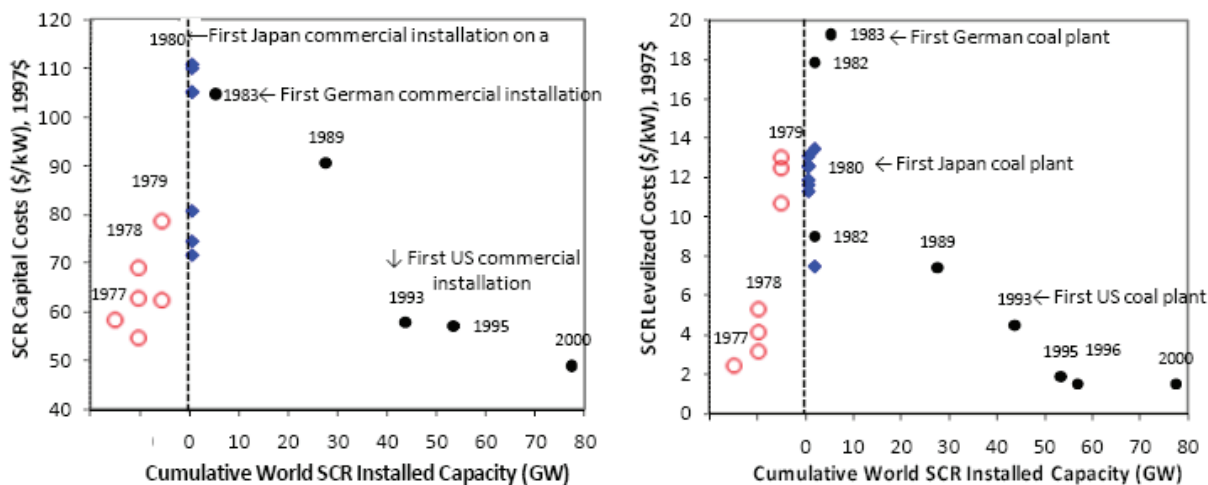 SCR Capital Costs ($/kW), 1997$
120
110
100
90
80
70
60
50
40
1980 ←First Japan commercial installation on a
1983← First German commercial installation
1989
1979
1978
1977
↓ First US commercial
installation
1993
1995
2000
0 10 20 30 40 50 60 70 80
Cumulative World SCR Installed Capacity (GW)
SCR Levelized Costs ($/kW), 1997$
20
18
16
14
12
10
8
6
4
2
0
1983 ← First German coal plant
1982
1979
1980 ← First Japan coal plant
1982
1989
1978
1993← First US coal plant
1977
1995 1996
2000
0 10 20 30 40 50 60 70 80
Cumulative World SCR Installed Capacity (GW)